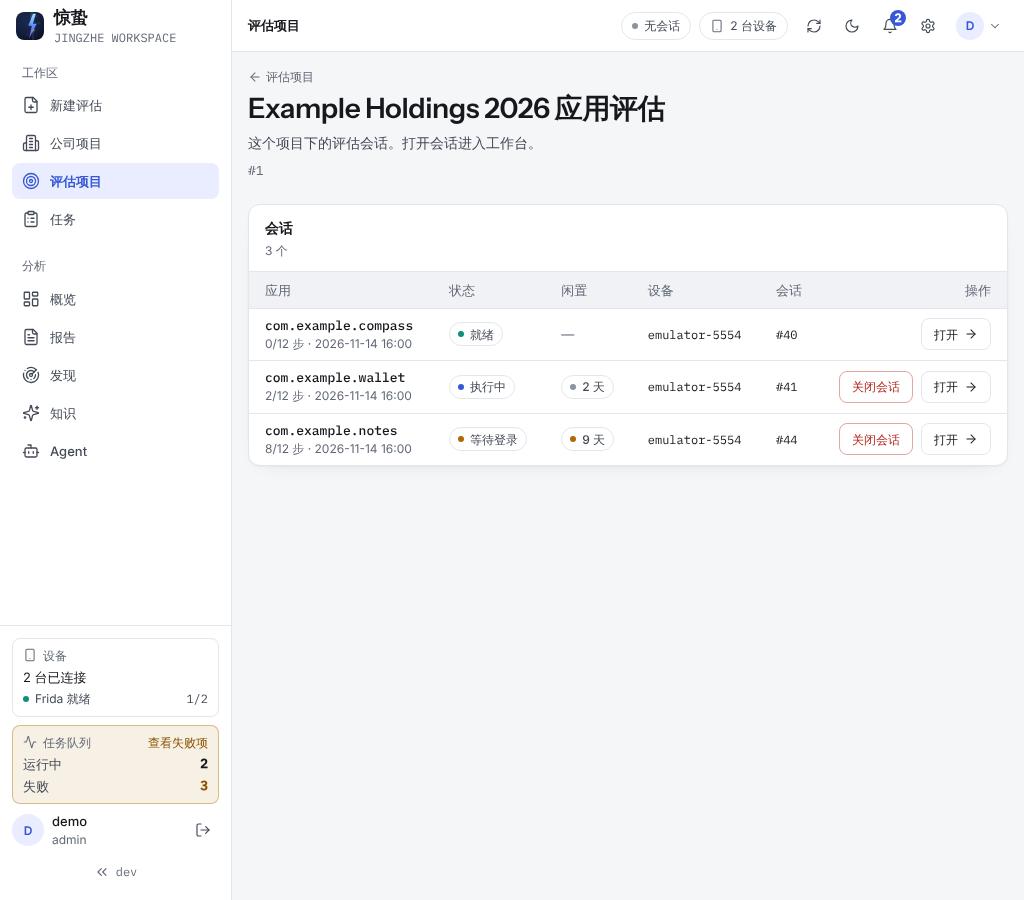 惊蛰
JINGZHE WORKSPACE
工作区
新建评估
公司项目
评估项目
任务
分析
概览
报告
发现
知识
Agent
设备
2 台已连接
Frida 就绪 1/2
任务队列 查看失败项
运行中 2
失败 3
D demo
admin
dev
评估项目 无会话 2 台设备 2 D
评估项目
Example Holdings 2026 应用评估
这个项目下的评估会话。打开会话进入工作台。
#1
会话
3 个
应用 状态 闲置 设备 会话 操作
com.example.compass 就绪 — emulator-5554 #40 打开
0/12 步 · 2026-11-14 16:00
com.example.wallet 执行中 2 天 emulator-5554 #41 关闭会话 打开
2/12 步 · 2026-11-14 16:00
com.example.notes 等待登录 9 天 emulator-5554 #44 关闭会话 打开
8/12 步 · 2026-11-14 16:00